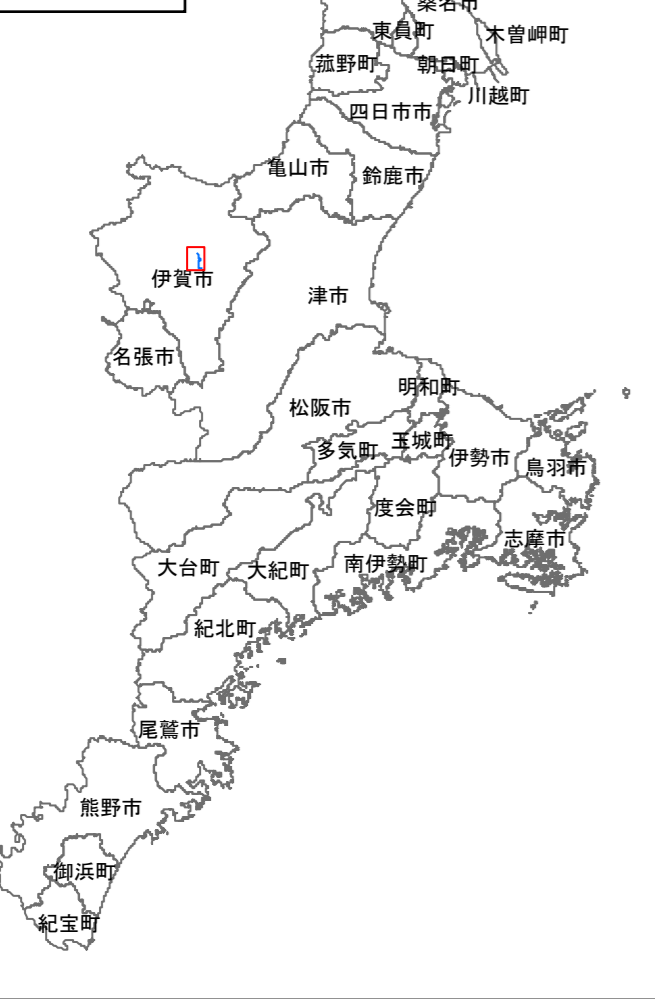 桑名市
東員町
木曽岬町
菰野町
朝日町
川越町
四日市市
亀山市
鈴鹿市
伊賀市
津市
名張市
明和町
松阪市
玉城町
多気町
伊勢市
鳥羽市
度会町
志摩市
南伊勢町
大台町
大紀町
紀北町
尾鷲市
熊野市
御浜町
紀宝町